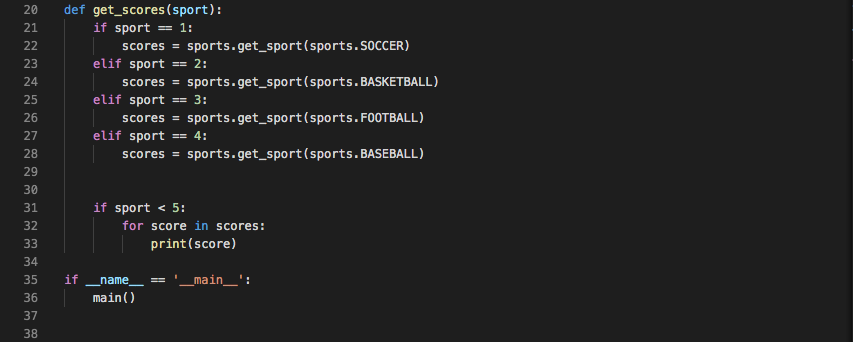 20 def get_scores(sport):
21     if sport == 1:
22         scores = sports.get_sport(sports.SOCCER)
23     elif sport == 2:
24         scores = sports.get_sport(sports.BASKETBALL)
25     elif sport == 3:
26         scores = sports.get_sport(sports.FOOTBALL)
27     elif sport == 4:
28         scores = sports.get_sport(sports.BASEBALL)
29
30
31     if sport < 5:
32         for score in scores:
33             print(score)
34
35 if __name__ == '__main__':
36     main()
37
38